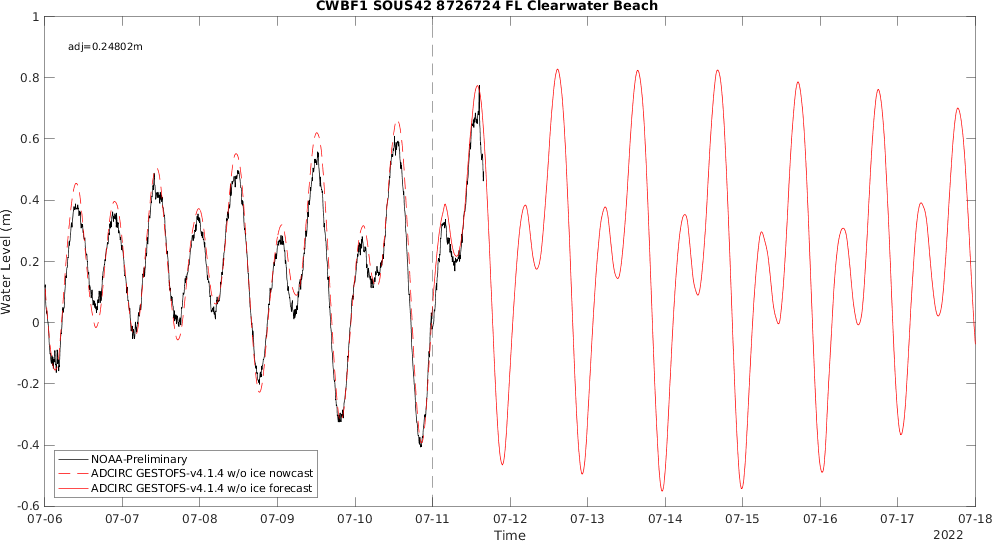 CWBF1 SOUS42 8726724 FL Clearwater Beach
adj=0.24802m
1
0.8
0.6
0.4
0.2
0
-0.2
-0.4
-0.6
Water Level (m)
NOAA-Preliminary
ADCIRC GESTOFS-v4.1.4 w/o ice nowcast
ADCIRC GESTOFS-v4.1.4 w/o ice forecast
07-06 07-07 07-08 07-09 07-10 07-11 07-12 07-13 07-14 07-15 07-16 07-17 07-18
Time
2022